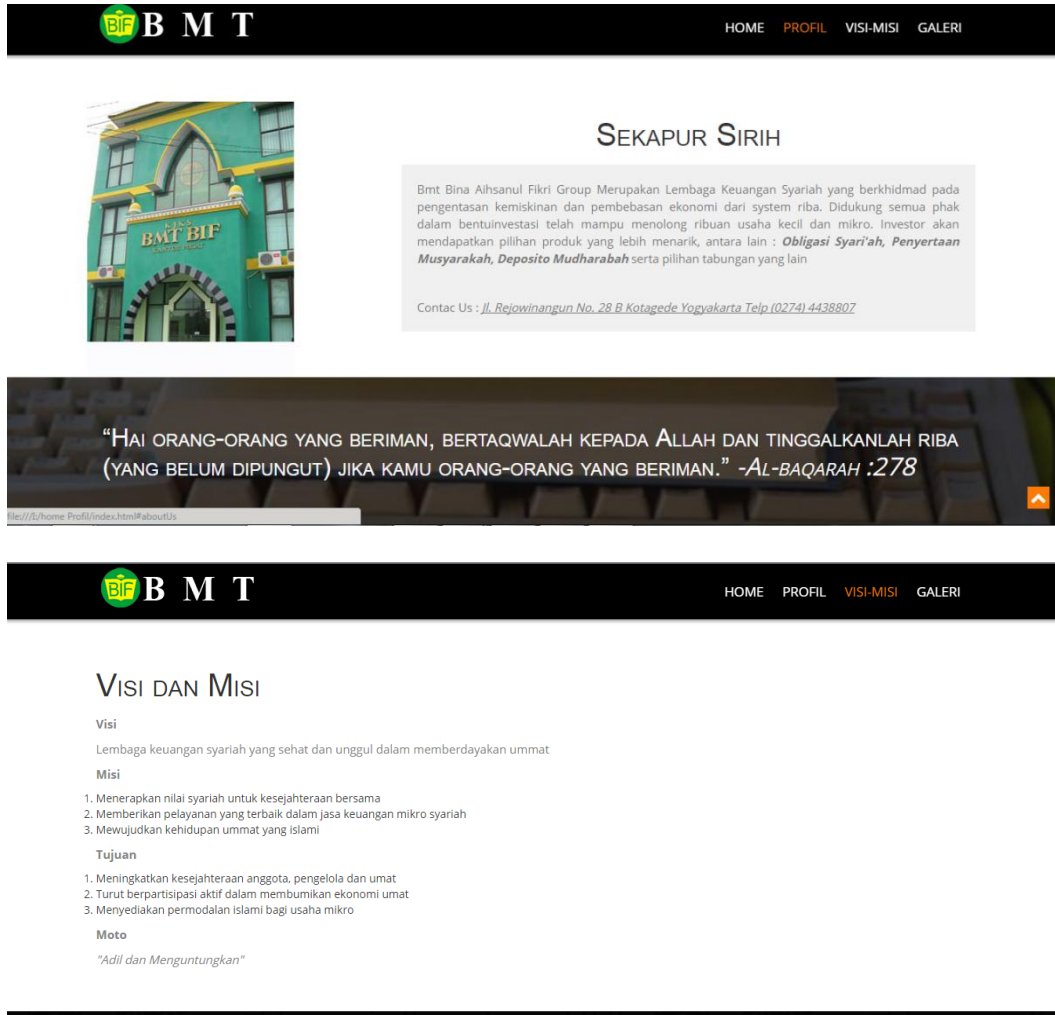 BIF B M T
HOME PROFIL VISI-MISI GALERI
SEKAPUR SIRIH
Bmt Bina Aihsanul Fikri Group Merupakan Lembaga Keuangan Syariah yang berkhidmad pada
pengentasan kemiskinan dan pembebasan ekonomi dari system riba. Didukung semua phak
dalam bentuinvestasi telah mampu menolong ribuan usaha kecil dan mikro. Investor akan
mendapatkan pilihan produk yang lebih menarik, antara lain : Obligasi Syari'ah, Penyertaan
Musyarakah, Deposito Mudharabah serta pilihan tabungan yang lain
Contac Us : Jl. Rejowinangun No. 28 B Kotagede Yogyakarta Telp (0274) 4438807
BMT BIF
“HAI ORANG-ORANG YANG BERIMAN, BERTAQWALAH KEPADA ALLAH DAN TINGGALKANLAH RIBA
(YANG BELUM DIPUNGUT) JIKA KAMU ORANG-ORANG YANG BERIMAN.” -AL-BAQARAH :278
file:///I:/home Profil/index.html#aboutUs
BIF B M T
HOME PROFIL VISI-MISI GALERI
VISI DAN MISI
Visi
Lembaga keuangan syariah yang sehat dan unggul dalam memberdayakan ummat
Misi
1. Menerapkan nilai syariah untuk kesejahteraan bersama
2. Memberikan pelayanan yang terbaik dalam jasa keuangan mikro syariah
3. Mewujudkan kehidupan ummat yang islami
Tujuan
1. Meningkatkan kesejahteraan anggota, pengelola dan umat
2. Turut berpartisipasi aktif dalam membumikan ekonomi umat
3. Menyediakan permodalan islami bagi usaha mikro
Moto
"Adil dan Menguntungkan"